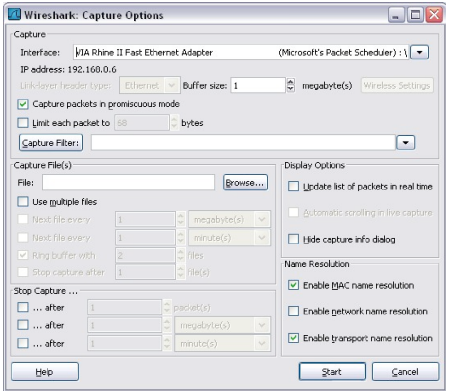 Wireshark: Capture Options
Capture
Interface: VIA Rhine II Fast Ethernet Adapter (Microsoft's Packet Scheduler) : \
IP address: 192.168.0.6
Link-layer header type: Ethernet Buffer size: 1 megabyte(s) Wireless Settings
Capture packets in promiscuous mode
Limit each packet to 68 bytes
Capture Filter:
Capture File(s)
File: Browse...
Use multiple files
Next file every 1 megabyte(s)
Next file every 1 minute(s)
Ring buffer with 2 files
Stop capture after 1 file(s)
Stop Capture ...
... after 1 packet(s)
... after 1 megabyte(s)
... after 1 minute(s)
Display Options
Update list of packets in real time
Automatic scrolling in live capture
Hide capture info dialog
Name Resolution
Enable MAC name resolution
Enable network name resolution
Enable transport name resolution
Help Start Cancel